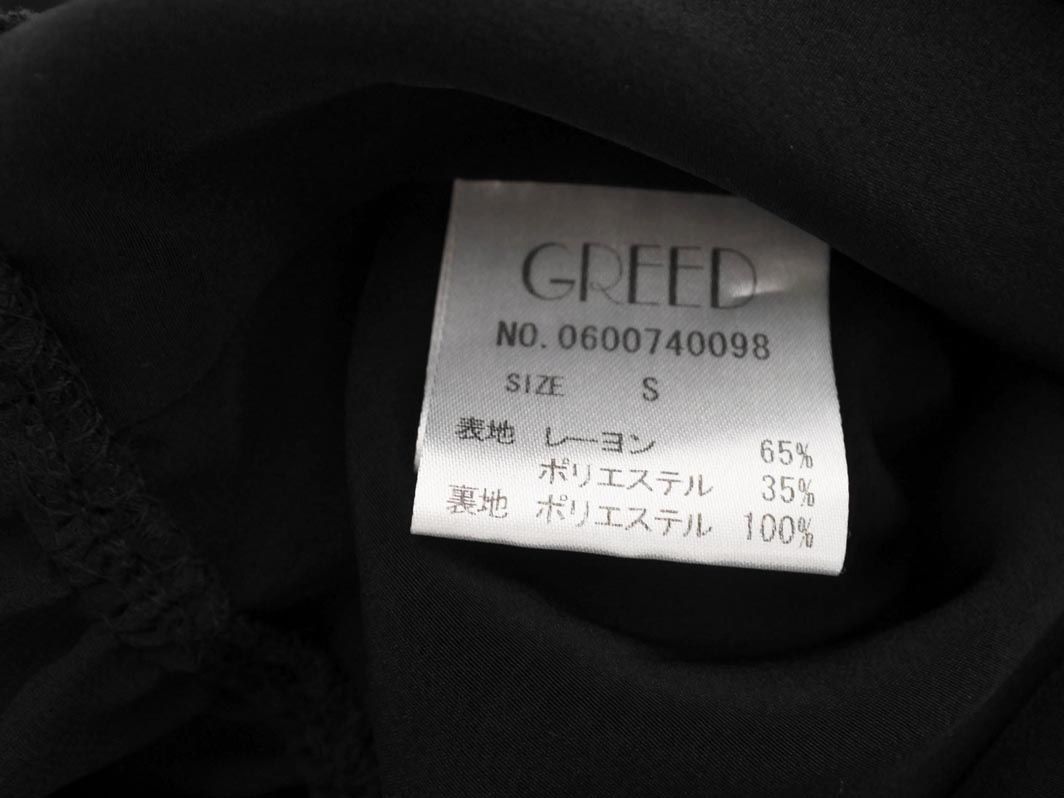 GREED
NO. 0600740098
SIZE S
表地 レーヨン 65%
ポリエステル 35%
裏地 ポリエステル 100%